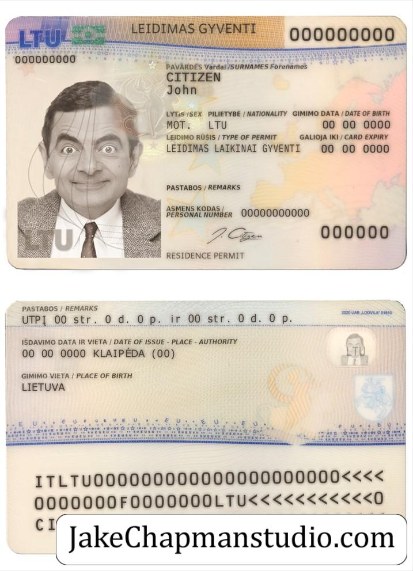 LTU LEIDIMAS GYVENTI 000000000
000000000
PAVARDĖS Vardai /SURNAMES Forenames
CITIZEN
John
LYTIS /SEX PILIETYBĖ / NATIONALITY GIMIMO DATA / DATE OF BIRTH
MOT. LTU 00 00 0000
LEIDIMO RŪŠIS / TYPE OF PERMIT GALIOJA IKI / CARD EXPIRY
LEIDIMAS LAIKINAI GYVENTI 00 00 0000
PASTABOS / REMARKS
ASMENS KODAS /
PERSONAL NUMBER 00000000000
LTU
000000
RESIDENCE PERMIT
PASTABOS / REMARKS
UTPĮ 00 str. 0 d. 0 p. ir 00 str. 0 d. 0 p.
IŠDAVIMO DATA IR VIETA / DATE OF ISSUE - PLACE - AUTHORITY
00 00 0000 KLAIPĖDA (00)
GIMIMO VIETA / PLACE OF BIRTH
LIETUVA
ITLTU0000000000000000000000<<<<
0000000F0000000LTU<<<<<<<<<<<0
CI
JakeChapmanstudio.com